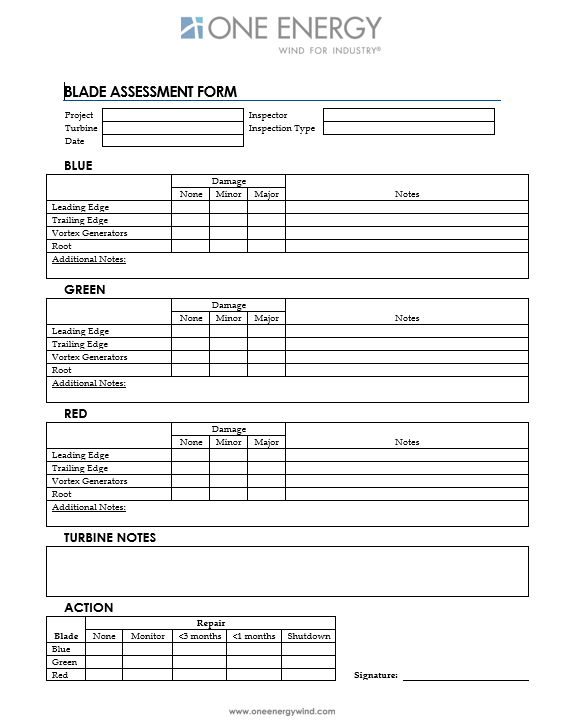 ONE ENERGY
WIND FOR INDUSTRY®
BLADE ASSESSMENT FORM
Project Inspector
Turbine Inspection Type
Date
BLUE
Damage
None Minor Major Notes
Leading Edge
Trailing Edge
Vortex Generators
Root
Additional Notes:
GREEN
Damage
None Minor Major Notes
Leading Edge
Trailing Edge
Vortex Generators
Root
Additional Notes:
RED
Damage
None Minor Major Notes
Leading Edge
Trailing Edge
Vortex Generators
Root
Additional Notes:
TURBINE NOTES
ACTION
Repair
Blade None Monitor <3 months <1 months Shutdown
Blue
Green
Red Signature:
www.oneenergywind.com